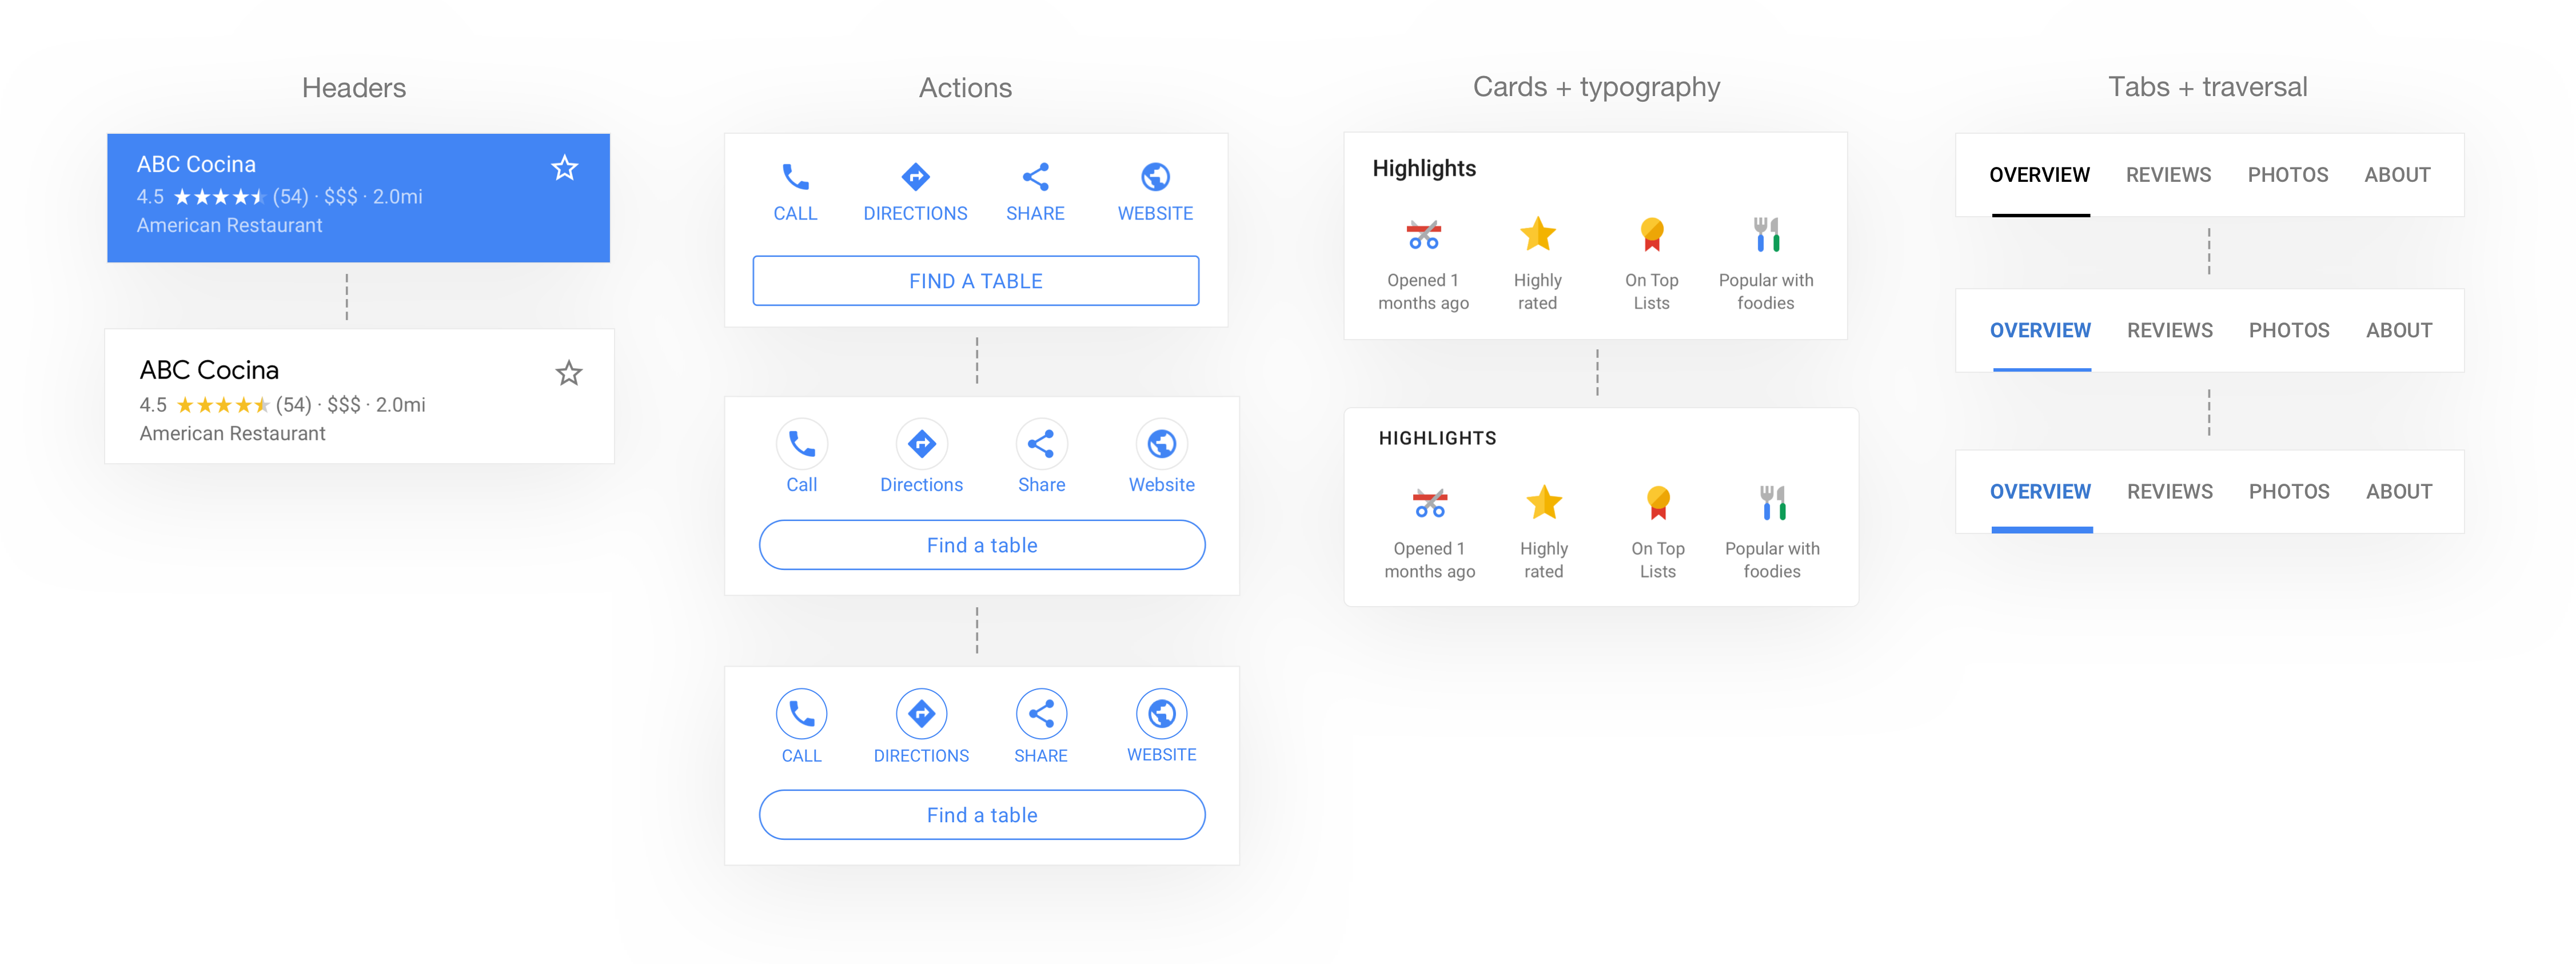 Headers
ABC Cocina
4.5 (54) · $$$ · 2.0mi
American Restaurant
ABC Cocina
4.5 (54) · $$$ · 2.0mi
American Restaurant
Actions
CALL DIRECTIONS SHARE WEBSITE
FIND A TABLE
Call Directions Share Website
Find a table
CALL DIRECTIONS SHARE WEBSITE
Find a table
Cards + typography
Highlights
Opened 1 Highly On Top Popular with
months ago rated Lists foodies
HIGHLIGHTS
Opened 1 Highly On Top Popular with
months ago rated Lists foodies
Tabs + traversal
OVERVIEW REVIEWS PHOTOS ABOUT
OVERVIEW REVIEWS PHOTOS ABOUT
OVERVIEW REVIEWS PHOTOS ABOUT